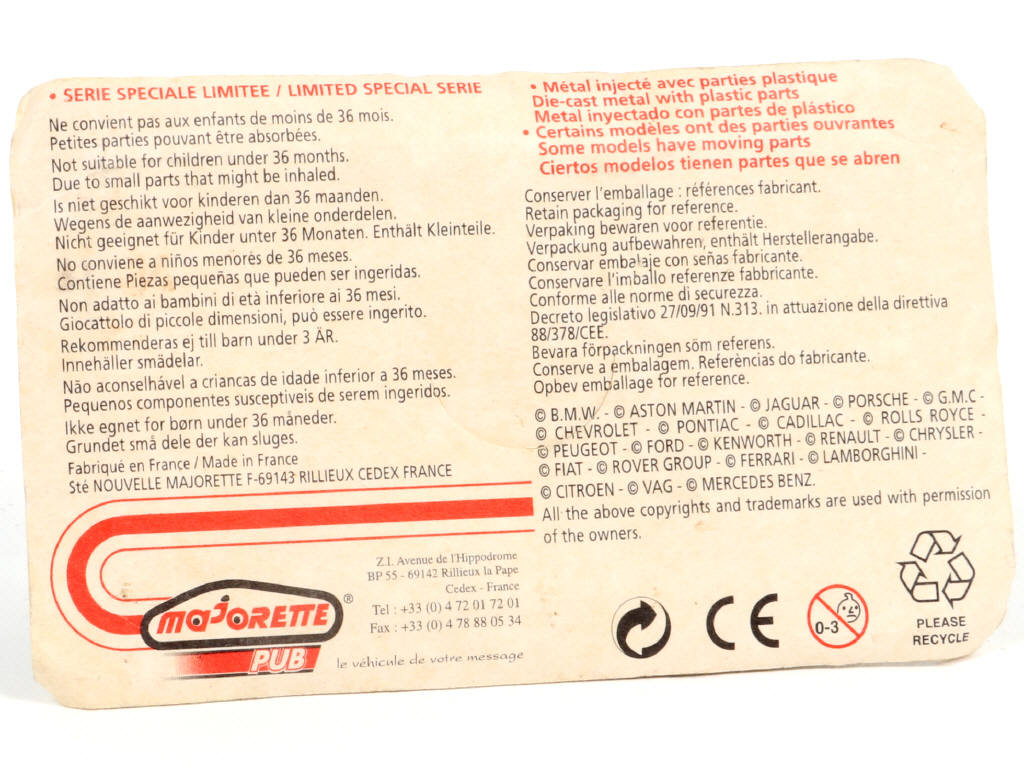 • SERIE SPECIALE LIMITEE / LIMITED SPECIAL SERIE
Ne convient pas aux enfants de moins de 36 mois.
Petites parties pouvant être absorbées.
Not suitable for children under 36 months.
Due to small parts that might be inhaled.
Is niet geschikt voor kinderen dan 36 maanden.
Wegens de aanwezigheid van kleine onderdelen.
Nicht geeignet für Kinder unter 36 Monaten. Enthält Kleinteile.
No conviene a niños menores de 36 meses.
Contiene Piezas pequeñas que pueden ser ingeridas.
Non adatto ai bambini di età inferiore ai 36 mesi.
Giocattolo di piccole dimensioni, può essere ingerito.
Rekommenderas ej till barn under 3 ÄR.
Innehäller smädelar.
Não aconselhável a criancas de idade inferior a 36 meses.
Pequenos componentes susceptiveis de serem ingeridos.
Ikke egnet for børn under 36 måneder.
Grundet små dele der kan sluges.
Fabriqué en France / Made in France
Sté NOUVELLE MAJORETTE F-69143 RILLIEUX CEDEX FRANCE
• Métal injecté avec parties plastique
Die-cast metal with plastic parts
Metal inyectado con partes de plástico
• Certains modèles ont des parties ouvrantes
Some models have moving parts
Ciertos modelos tienen partes que se abren
Conserver l'emballage : références fabricant.
Retain packaging for reference.
Verpaking bewaren voor referentie.
Verpackung aufbewahren, enthält Herstellerangabe.
Conservar embalaje con señas fabricante.
Conservare l'imballo referenze fabbricante.
Conforme alle norme di securezza.
Decreto legislativo 27/09/91 N.313. in attuazione della direttiva
88/378/CEE.
Bevara förpackningen söm referens.
Conserve a embalagem. Referèncias do fabricante.
Opbev emballage for reference.
© B.M.W. - © ASTON MARTIN - © JAGUAR - © PORSCHE - © G.M.C -
© CHEVROLET - © PONTIAC - © CADILLAC - © ROLLS ROYCE -
© PEUGEOT - © FORD - © KENWORTH - © RENAULT - © CHRYSLER -
© FIAT - © ROVER GROUP - © FERRARI - © LAMBORGHINI -
© CITROEN - © VAG - © MERCEDES BENZ.
All the above copyrights and trademarks are used with permission
of the owners.
Z.I. Avenue de l'Hippodrome
BP 55 - 69142 Rillieux la Pape
Cedex - France
Tel : +33 (0) 4 72 01 72 01
Fax : +33 (0) 4 78 88 05 34
MAJORETTE ®
PUB
le véhicule de votre message
CE
0-3
PLEASE
RECYCLE